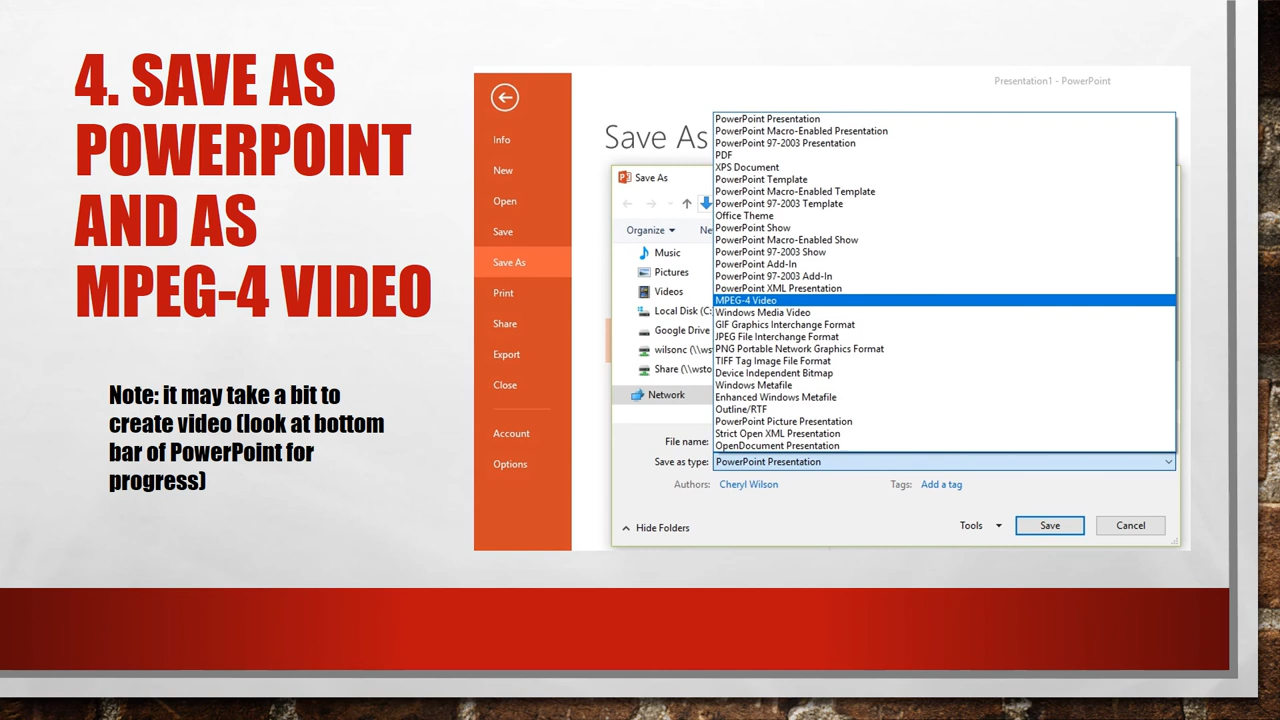 4. SAVE AS
POWERPOINT
AND AS
MPEG-4 VIDEO
Note: it may take a bit to
create video (look at bottom
bar of PowerPoint for
progress)
Presentation1 - PowerPoint
Info
New
Open
Save
Save As
Print
Share
Export
Close
Account
Options
Save As
Save As
Organize
Music
Pictures
Videos
Local Disk (C:
Google Drive
wilsonc (\\ws
Share (\\wsto
Network
PowerPoint Presentation
PowerPoint Macro-Enabled Presentation
PowerPoint 97-2003 Presentation
PDF
XPS Document
PowerPoint Template
PowerPoint Macro-Enabled Template
PowerPoint 97-2003 Template
Office Theme
PowerPoint Show
PowerPoint Macro-Enabled Show
PowerPoint 97-2003 Show
PowerPoint Add-In
PowerPoint 97-2003 Add-In
PowerPoint XML Presentation
MPEG-4 Video
Windows Media Video
GIF Graphics Interchange Format
JPEG File Interchange Format
PNG Portable Network Graphics Format
TIFF Tag Image File Format
Device Independent Bitmap
Windows Metafile
Enhanced Windows Metafile
Outline/RTF
PowerPoint Picture Presentation
Strict Open XML Presentation
OpenDocument Presentation
File name:
Save as type: PowerPoint Presentation
Authors: Cheryl Wilson Tags: Add a tag
Hide Folders Tools Save Cancel